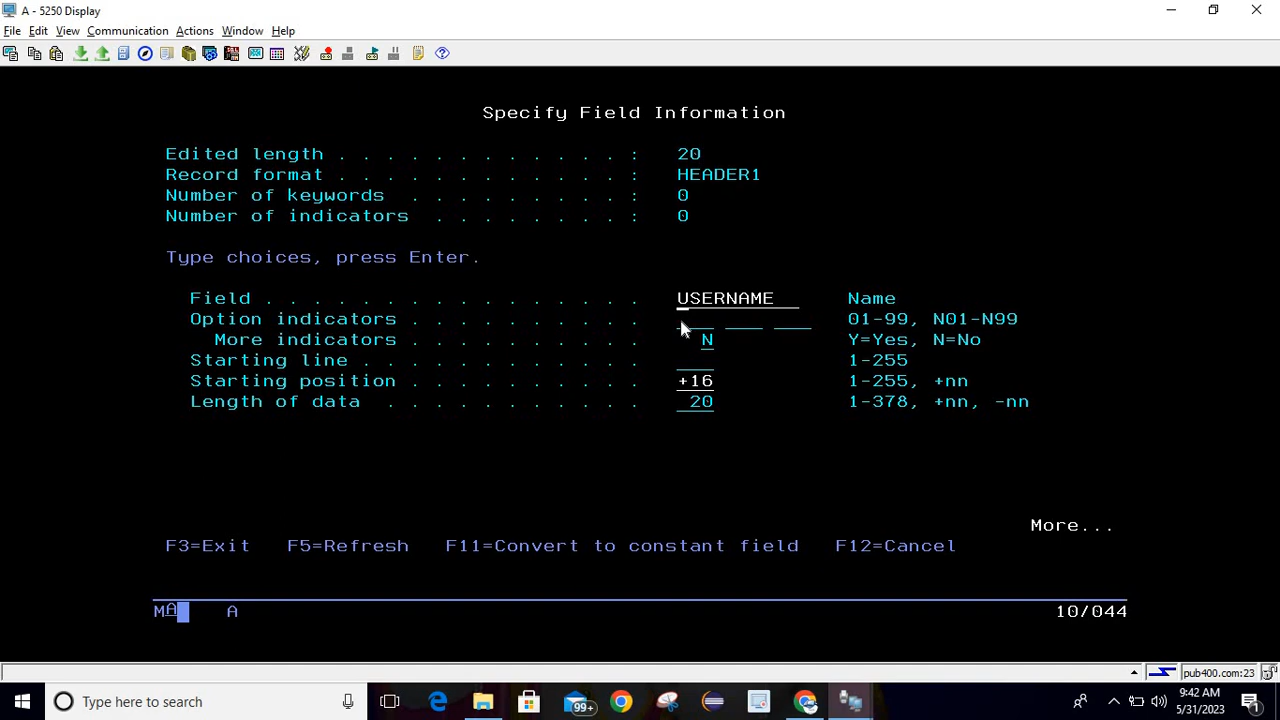 A - 5250 Display
File Edit View Communication Actions Window Help
Specify Field Information
Edited length . . . . . . . . . . . . . : 20
Record format . . . . . . . . . . . . . : HEADER1
Number of keywords . . . . . . . . . . : 0
Number of indicators . . . . . . . . . : 0
Type choices, press Enter.
Field . . . . . . . . . . . . . . . . USERNAME Name
Option indicators . . . . . . . . . . 01-99, N01-N99
More indicators . . . . . . . . . . N Y=Yes, N=No
Starting line . . . . . . . . . . . . 1-255
Starting position . . . . . . . . . . +16 1-255, +nn
Length of data . . . . . . . . . . . 20 1-378, +nn, -nn
More...
F3=Exit F5=Refresh F11=Convert to constant field F12=Cancel
MA A 10/044
pub400.com:23
Type here to search
99+
9:42 AM
5/31/2023
1